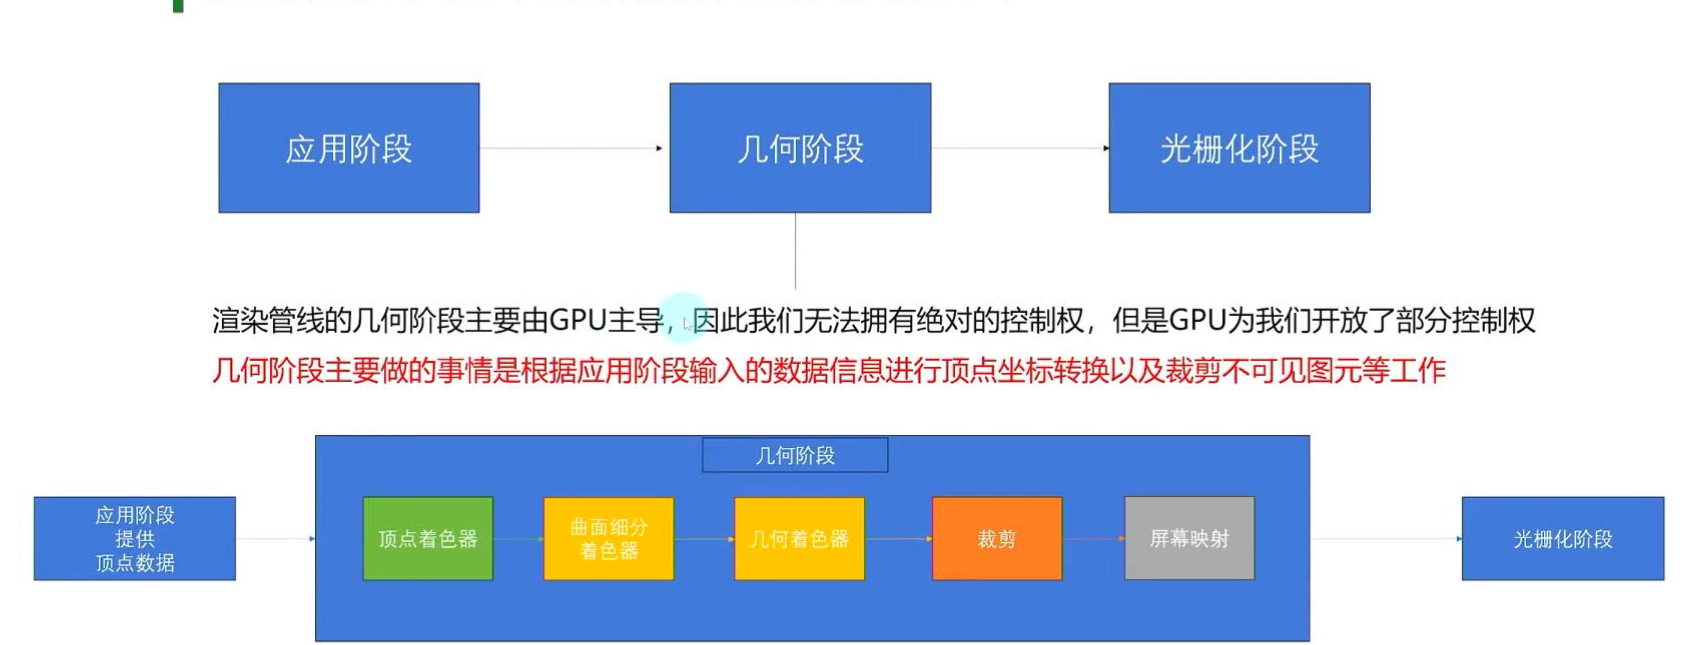 应用阶段
几何阶段
光栅化阶段
渲染管线的几何阶段主要由GPU主导，因此我们无法拥有绝对的控制权，但是GPU为我们开放了部分控制权
几何阶段主要做的事情是根据应用阶段输入的数据信息进行顶点坐标转换以及裁剪不可见图元等工作
几何阶段
应用阶段
提供
顶点数据
顶点着色器
曲面细分
着色器
几何着色器
裁剪
屏幕映射
光栅化阶段